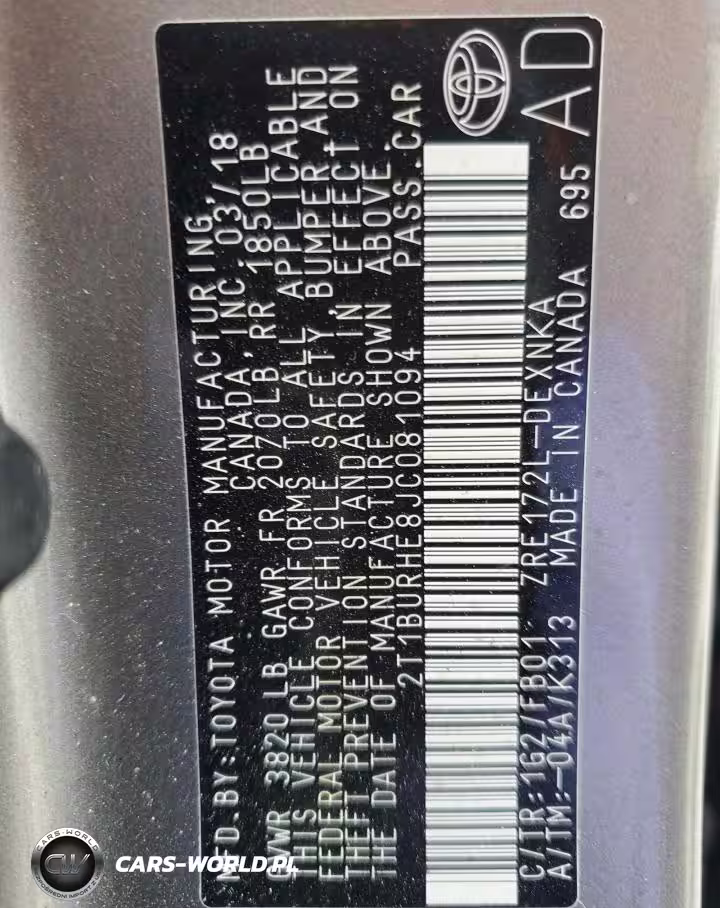 MFD.BY:TOYOTA MOTOR MANUFACTURING
CANADA, INC. 03/18
GVWR 3820 LB GAWR FR 2070LB, RR 1850LB
THIS VEHICLE CONFORMS TO ALL APPLICABLE
FEDERAL MOTOR VEHICLE SAFETY, BUMPER AND
THEFT PREVENTION STANDARDS IN EFFECT ON
THE DATE OF MANUFACTURE SHOWN ABOVE.
2T1BURHE8JC081094 PASS.CAR
C/TR:1G2/FB01 ZRE172L-DEXNKA
A/TM:-04A/K313 MADE IN CANADA 695
AD
CARS-WORLD
CW
CARS-WORLD.PL